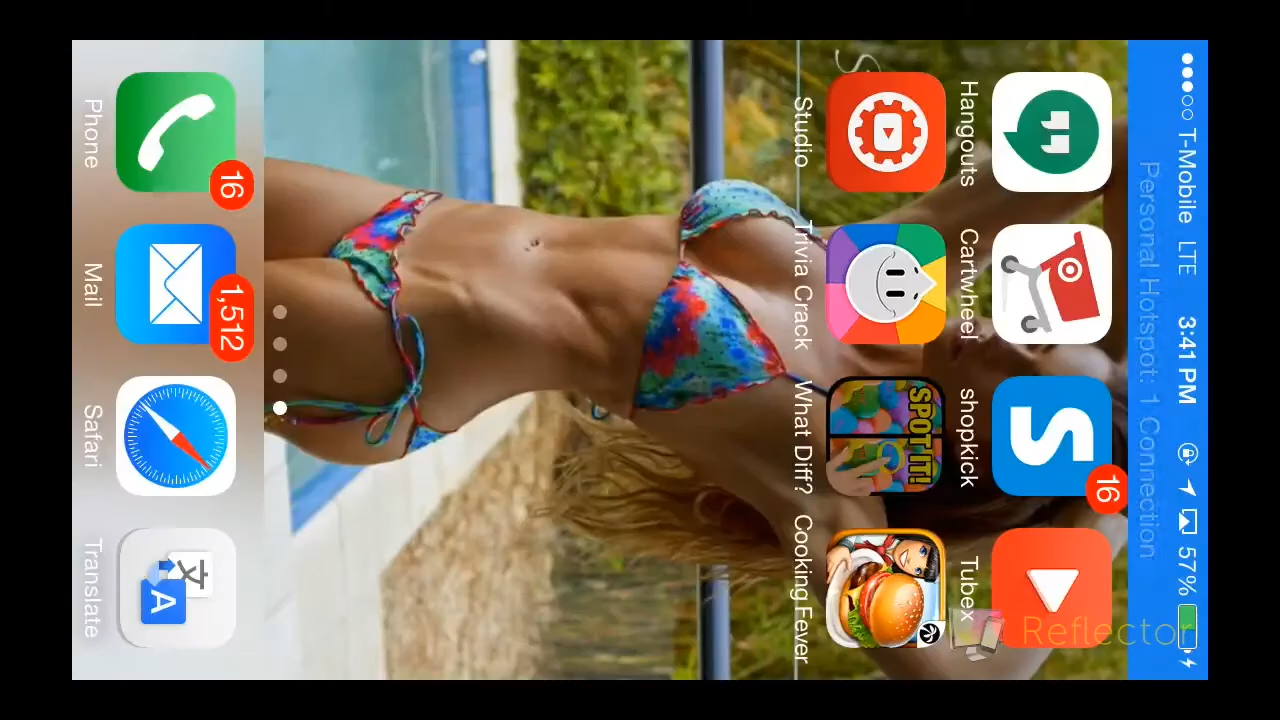 T-Mobile LTE 3:41 PM 57%
Personal Hotspot: 1 Connection
16
Hangouts Cartwheel shopkick Tubex
SPOT IT!
Studio Trivia Crack What Diff? Cooking Fever
16 1,512
文
A
Phone Mail Safari Translate
Reflector